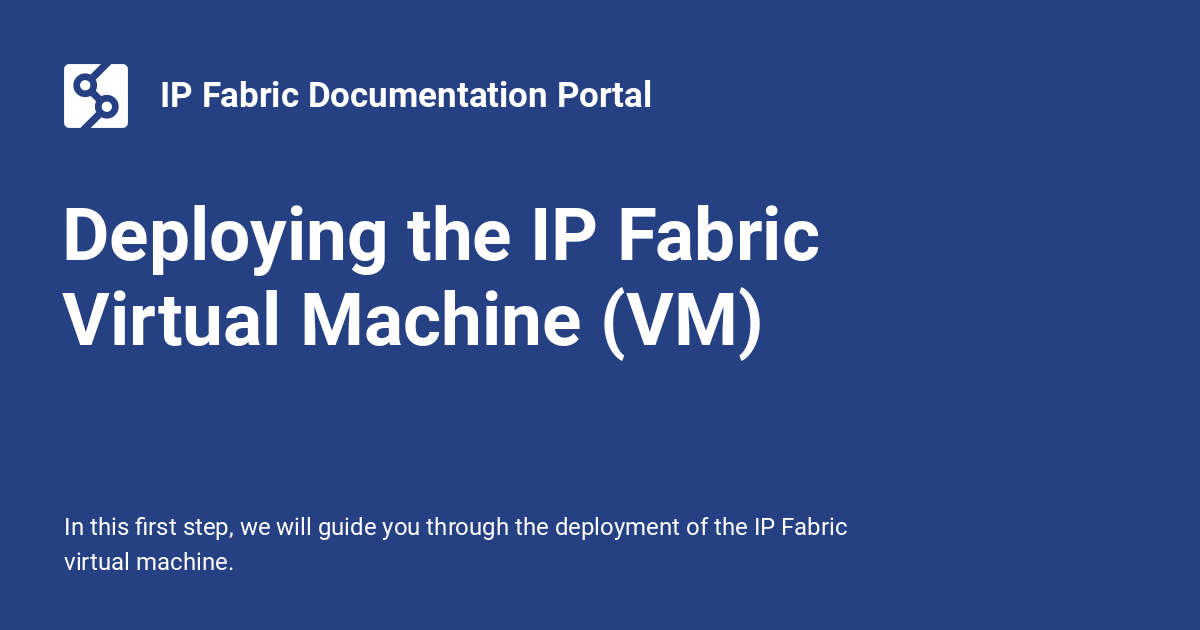 IP Fabric Documentation Portal
Deploying the IP Fabric
Virtual Machine (VM)
In this first step, we will guide you through the deployment of the IP Fabric
virtual machine.